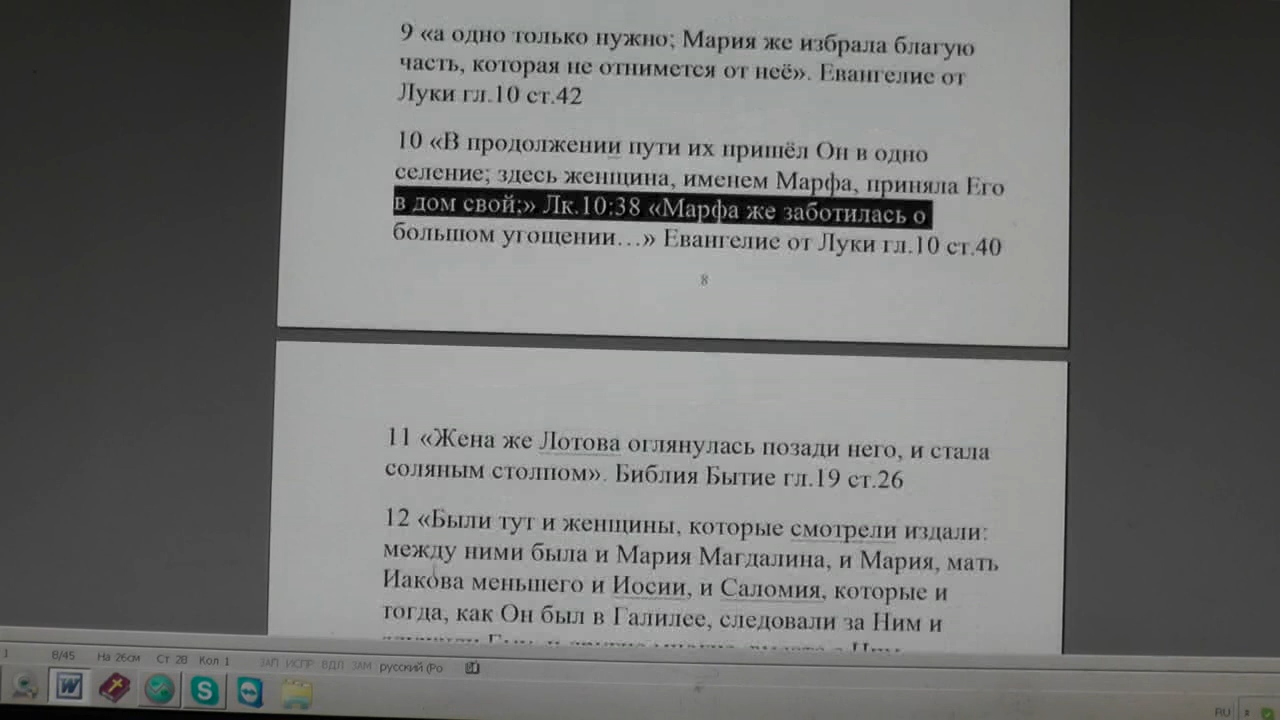 9 «а одно только нужно; Мария же избрала благую
часть, которая не отнимется от неё». Евангелие от
Луки гл.10 ст.42
10 «В продолжении пути их пришёл Он в одно
селение; здесь женщина, именем Марфа, приняла Его
в дом свой;» Лк.10:38 «Марфа же заботилась о
большом угощении…» Евангелие от Луки гл.10 ст.40
8
11 «Жена же Лотова оглянулась позади него, и стала
соляным столпом». Библия Бытие гл.19 ст.26
12 «Были тут и женщины, которые смотрели издали:
между ними была и Мария Магдалина, и Мария, мать
Иакова меньшего и Иосии, и Саломия, которые и
тогда, как Он был в Галилее, следовали за Ним и
1 8/45 На 26см Ст 28 Кол 1 ЗАП ИСПР ВДЛ ЗАМ русский (Ро
RU